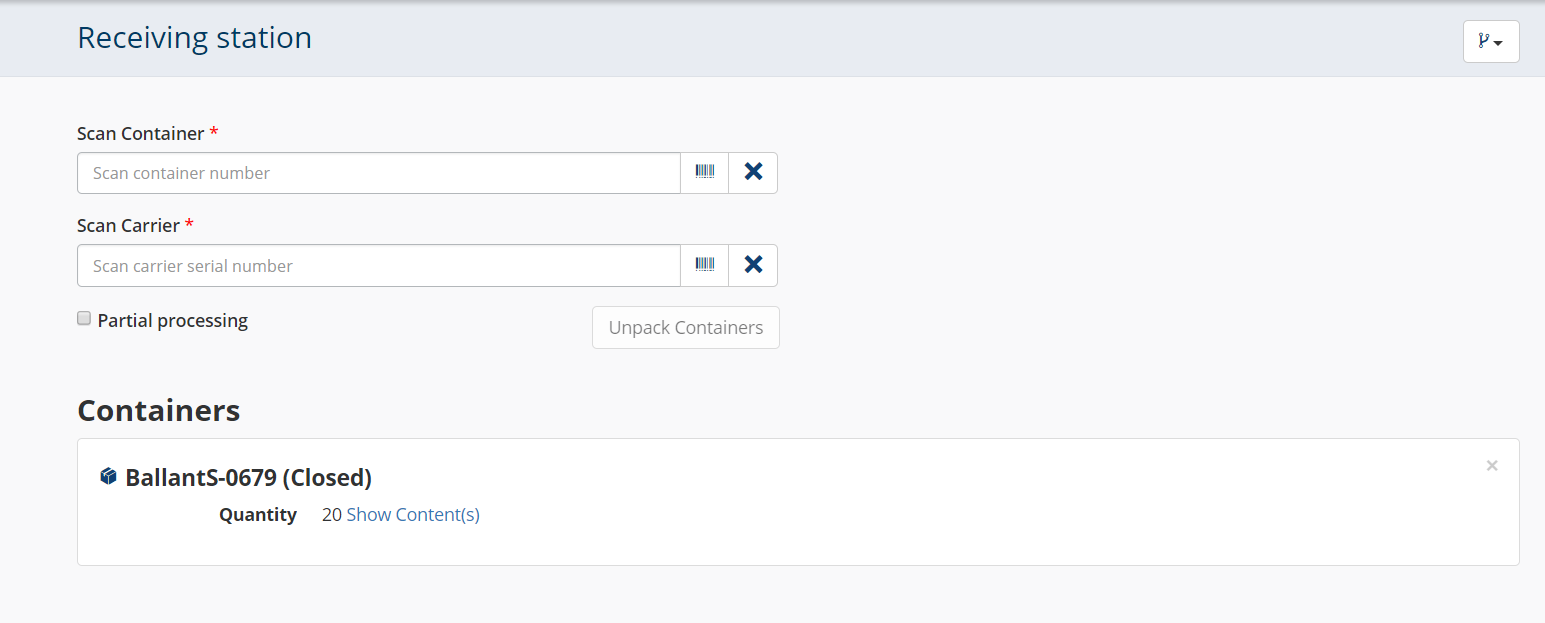 Receiving station
Scan Container *
Scan container number
Scan Carrier *
Scan carrier serial number
Partial processing
Unpack Containers
Containers
BallantS-0679 (Closed)
Quantity 20 Show Content(s)